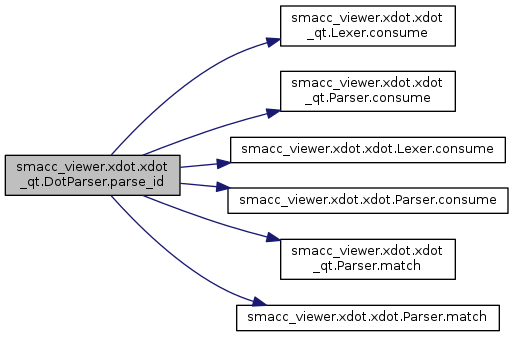 smacc_viewer.xdot.xdot
_qt.Lexer.consume
smacc_viewer.xdot.xdot
_qt.Parser.consume
smacc_viewer.xdot.xdot.Lexer.consume
smacc_viewer.xdot.xdot
_qt.DotParser.parse_id
smacc_viewer.xdot.xdot.Parser.consume
smacc_viewer.xdot.xdot
_qt.Parser.match
smacc_viewer.xdot.xdot.Parser.match